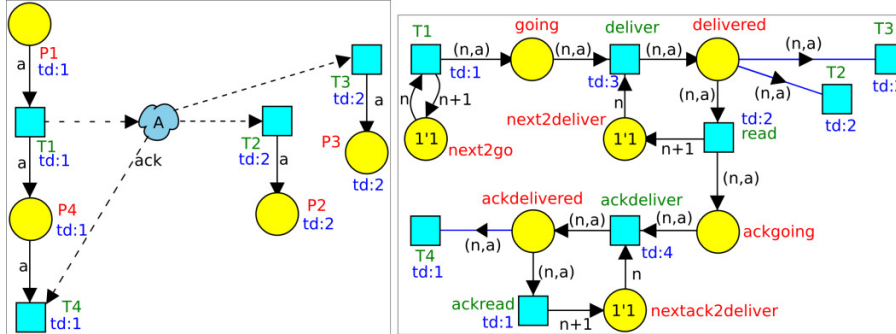 P1
td:1
a
T1
td:1
A
ack
T3
td:2
a
P3
td:2
T2
td:2
a
P2
td:2
a
P4
td:1
a
T4
td:1
T1
td:1
(n,a)
going
(n,a)
deliver
td:3
(n,a)
delivered
(n,a)
T3
(n,a)
T2
td:2
n
n+1
1'1
next2go
n
next2deliver
1'1
(n,a)
td:2
read
n+1
(n,a)
ackdelivered
ackdeliver
T4
td:1
(n,a)
(n,a)
td:4
(n,a)
ackgoing
(n,a)
n
ackread
td:1
n+1
1'1
nextack2deliver